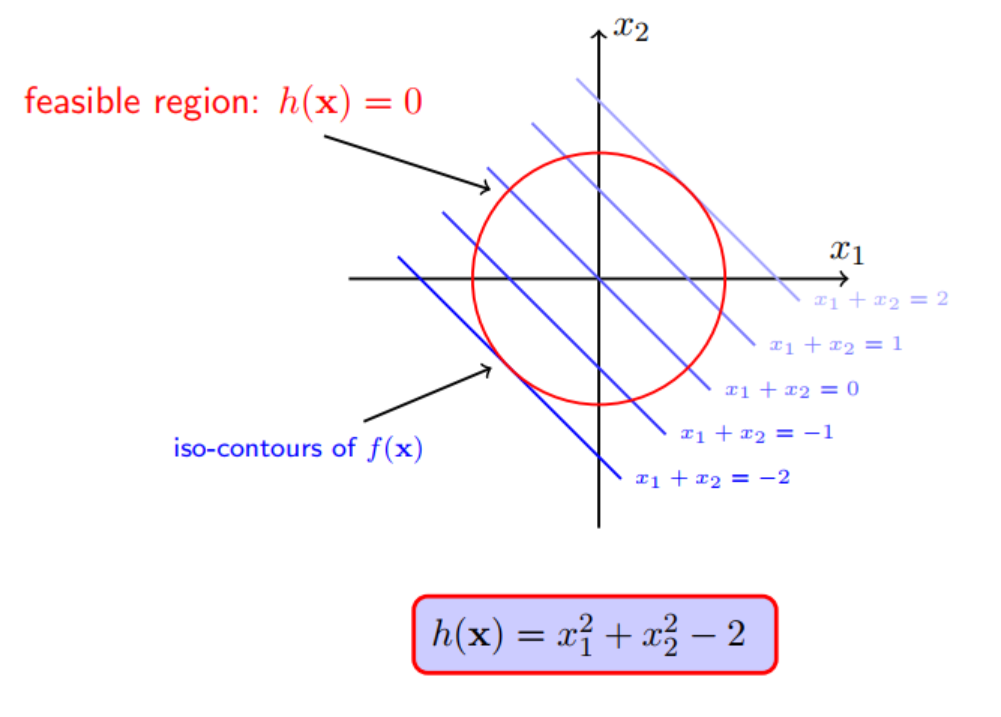 x₂
feasible region: h(𝐱) = 0
x₁
x₁ + x₂ = 2
x₁ + x₂ = 1
x₁ + x₂ = 0
x₁ + x₂ = −1
iso-contours of f(𝐱)
x₁ + x₂ = −2
h(𝐱) = x₁² + x₂² − 2